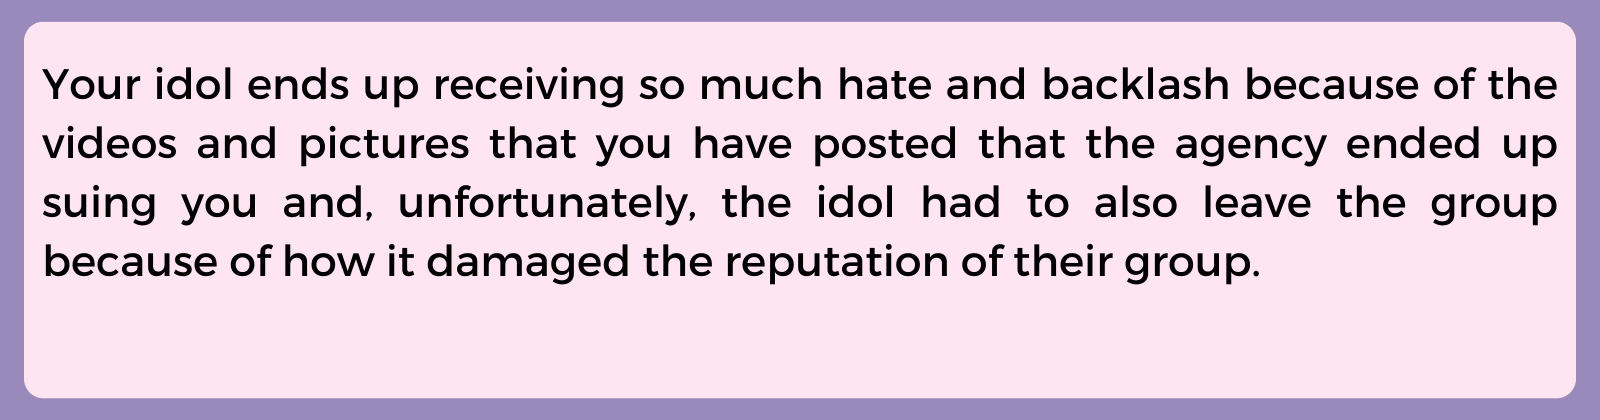 Your idol ends up receiving so much hate and backlash because of the
videos and pictures that you have posted that the agency ended up
suing you and, unfortunately, the idol had to also leave the group
because of how it damaged the reputation of their group.